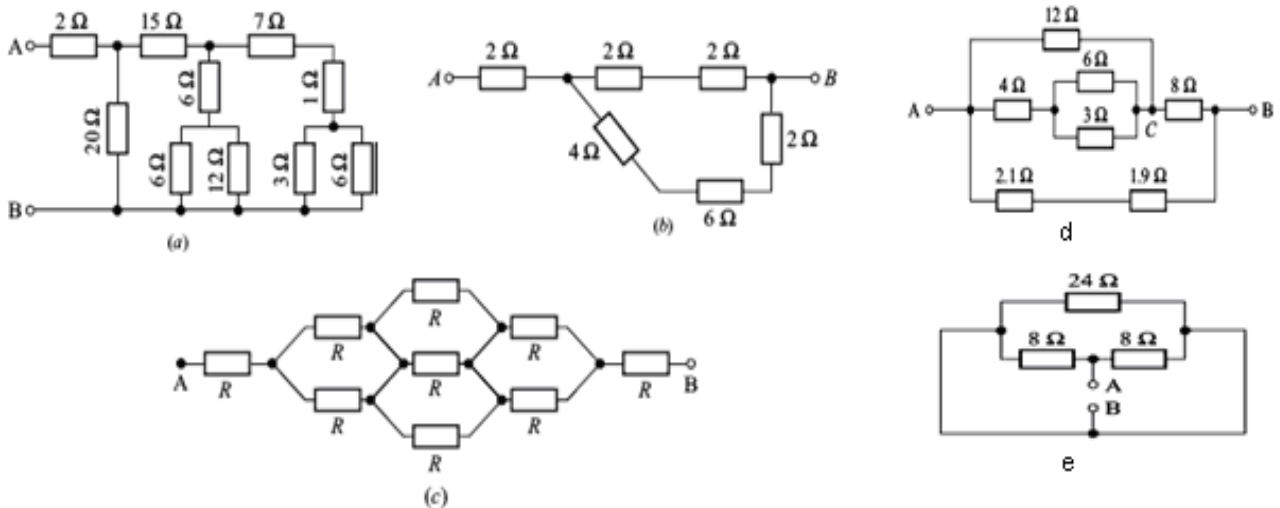 2 Ω 15 Ω 7 Ω
A
6 Ω 1 Ω
20 Ω
6 Ω 12 Ω 3 Ω 6 Ω
B
(a)
2 Ω 2 Ω 2 Ω
A B
4 Ω 2 Ω
6 Ω
(b)
12 Ω
6 Ω
4 Ω 8 Ω
A B
3 Ω C
2.1 Ω 1.9 Ω
d
R
R R
A R R R B
R R
R
(c)
24 Ω
8 Ω 8 Ω
A
B
e